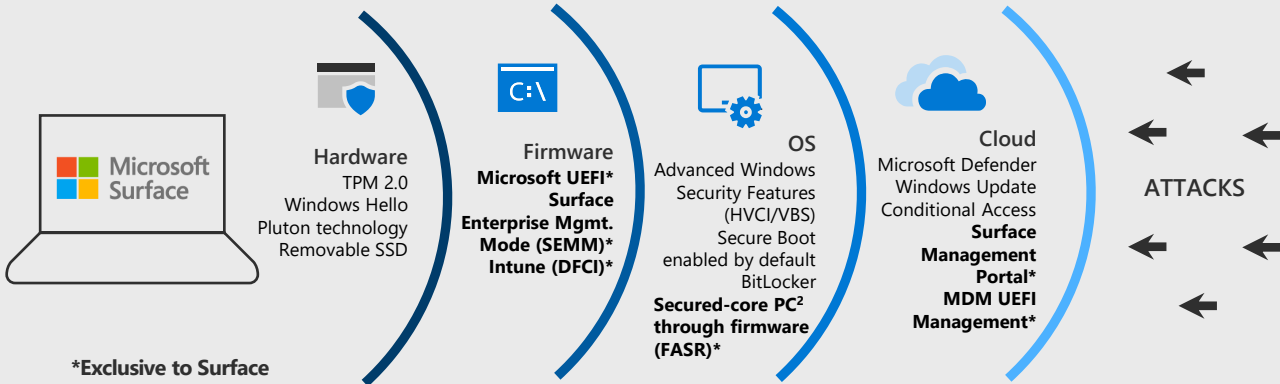 Microsoft
Surface
*Exclusive to Surface
Hardware
TPM 2.0
Windows Hello
Pluton technology
Removable SSD
C:\
Firmware
Microsoft UEFI*
Surface
Enterprise Mgmt.
Mode (SEMM)*
Intune (DFCI)*
OS
Advanced Windows
Security Features
(HVCI/VBS)
Secure Boot
enabled by default
BitLocker
Secured-core PC²
through firmware
(FASR)*
Cloud
Microsoft Defender
Windows Update
Conditional Access
Surface
Management
Portal*
MDM UEFI
Management*
ATTACKS